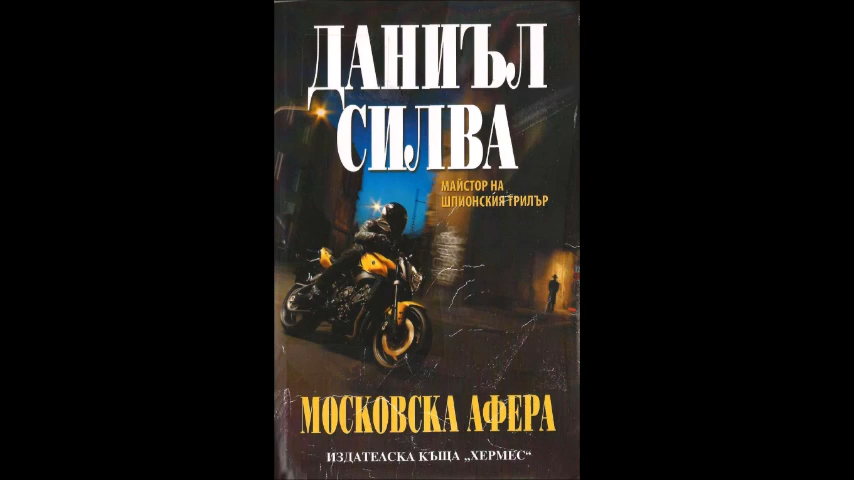 ДАНИЪЛ
СИЛВА
МАЙСТОР НА
ШПИОНСКИЯ ТРИЛЪР
МОСКОВСКА АФЕРА
ИЗДАТЕЛСКА КЪЩА „ХЕРМЕС“